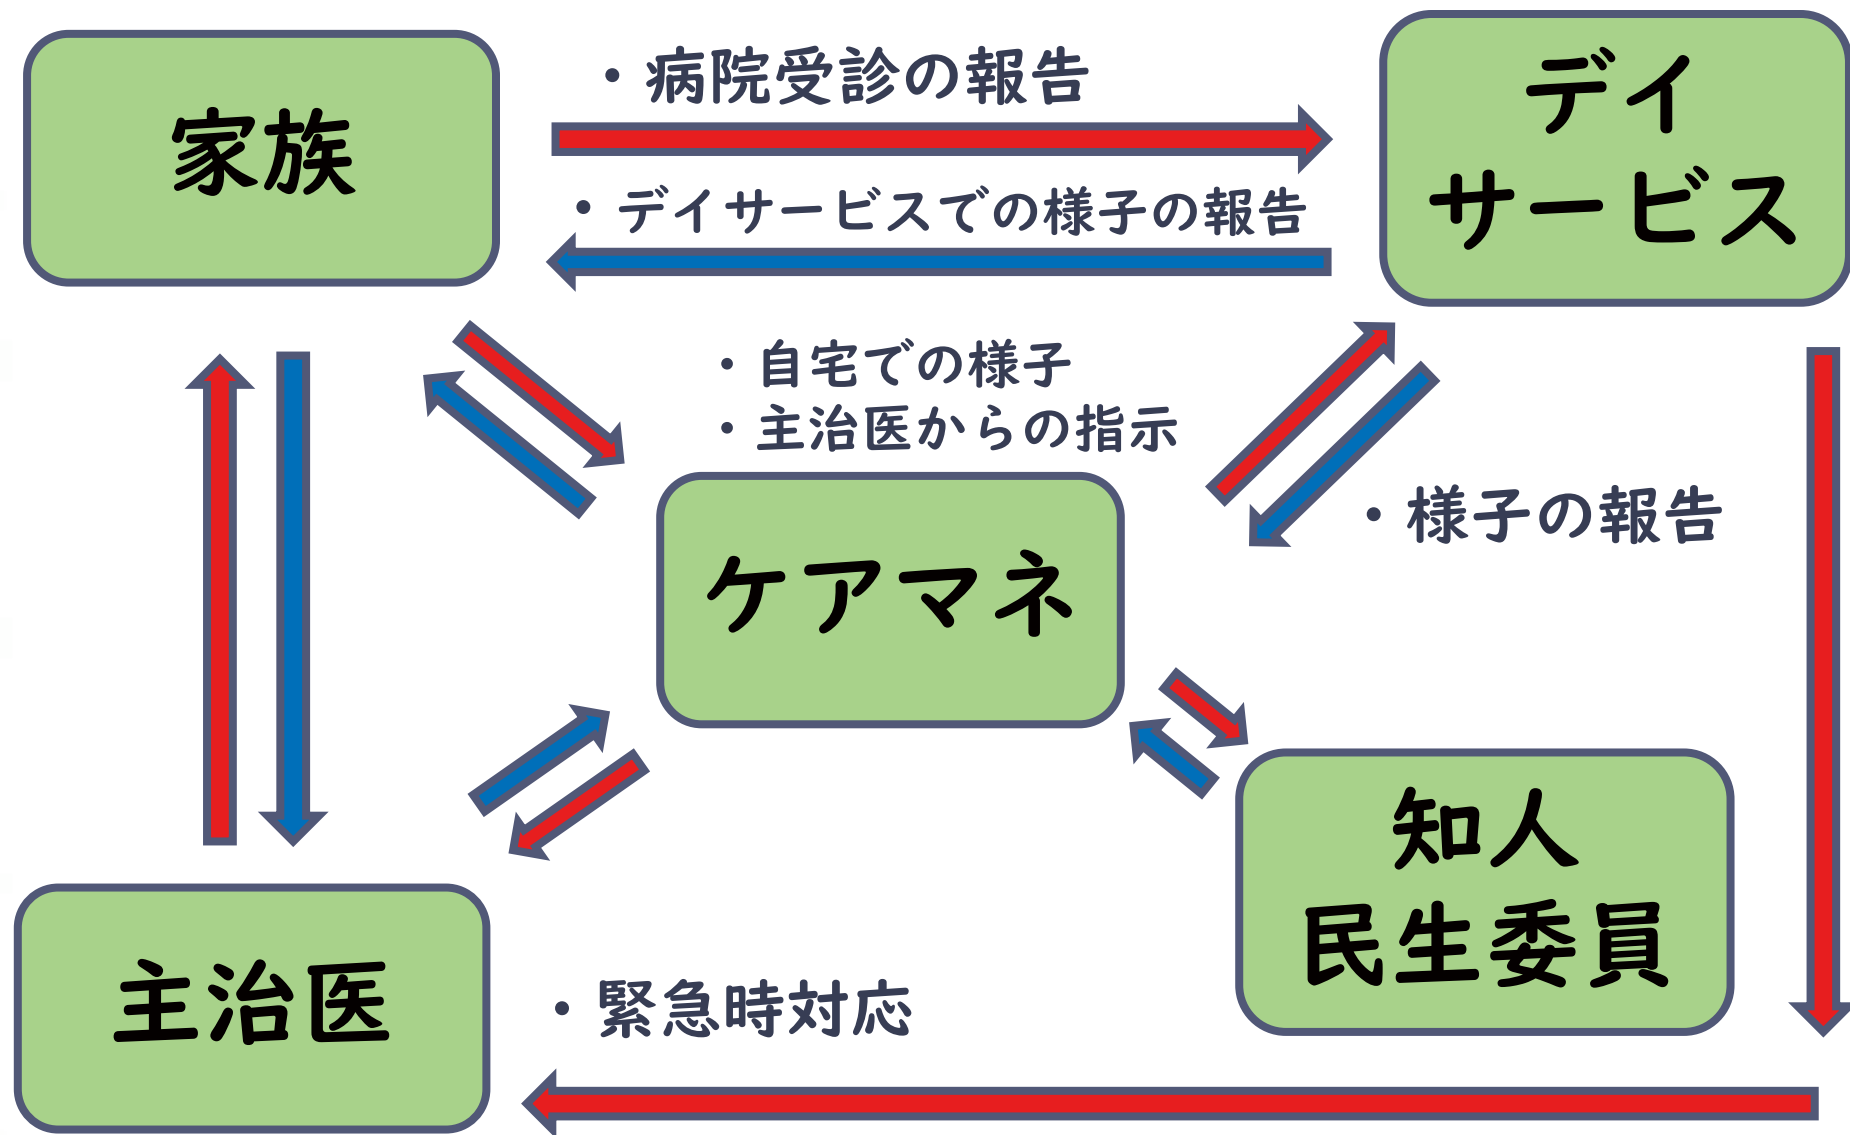 家族
・病院受診の報告
・デイサービスでの様子の報告
デイ
サービス
・自宅での様子
・主治医からの指示
・様子の報告
ケアマネ
知人
民生委員
主治医
・緊急時対応